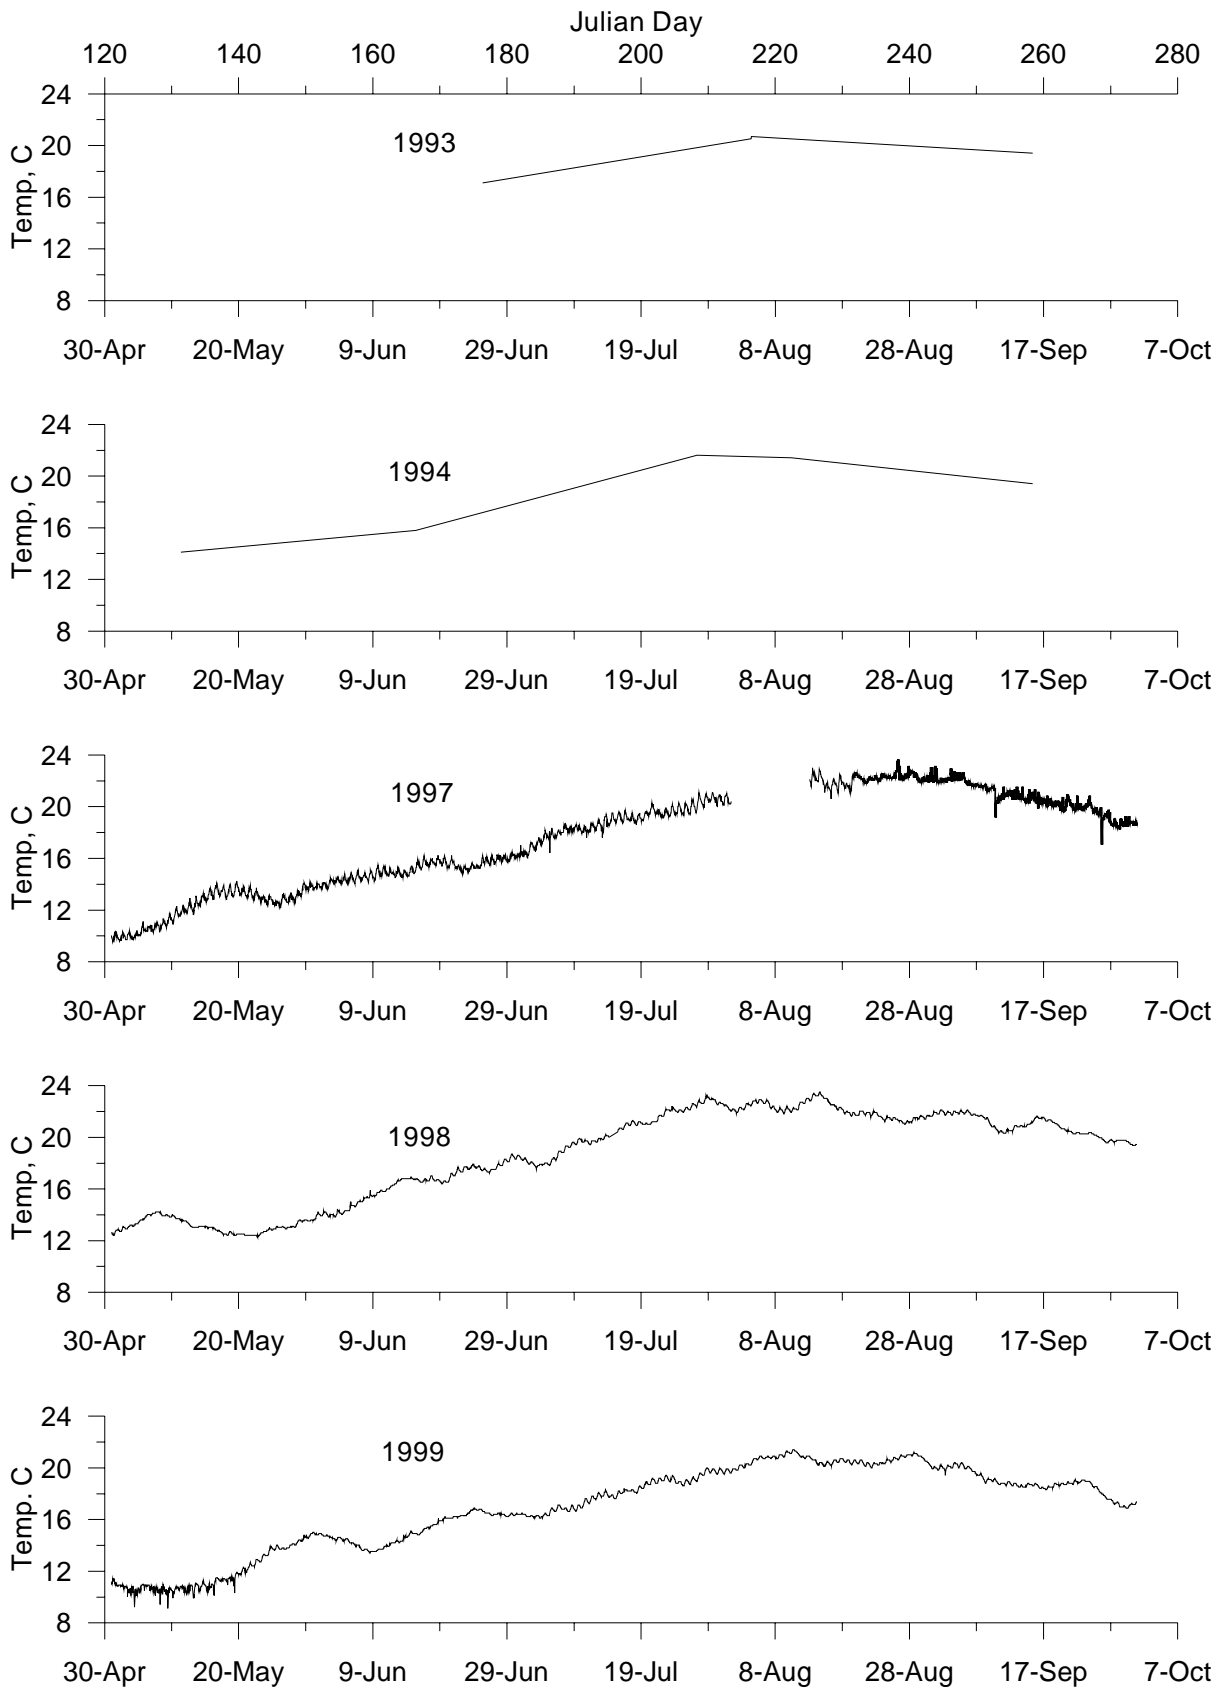 Julian Day
120 140 160 180 200 220 240 260 280
24
1993
20
16
12
8
Temp, C
30-Apr 20-May 9-Jun 29-Jun 19-Jul 8-Aug 28-Aug 17-Sep 7-Oct
24
1994
20
16
12
8
Temp, C
30-Apr 20-May 9-Jun 29-Jun 19-Jul 8-Aug 28-Aug 17-Sep 7-Oct
24
1997
20
16
12
8
Temp, C
30-Apr 20-May 9-Jun 29-Jun 19-Jul 8-Aug 28-Aug 17-Sep 7-Oct
24
1998
20
16
12
8
Temp, C
30-Apr 20-May 9-Jun 29-Jun 19-Jul 8-Aug 28-Aug 17-Sep 7-Oct
24
1999
20
16
12
8
Temp. C
30-Apr 20-May 9-Jun 29-Jun 19-Jul 8-Aug 28-Aug 17-Sep 7-Oct